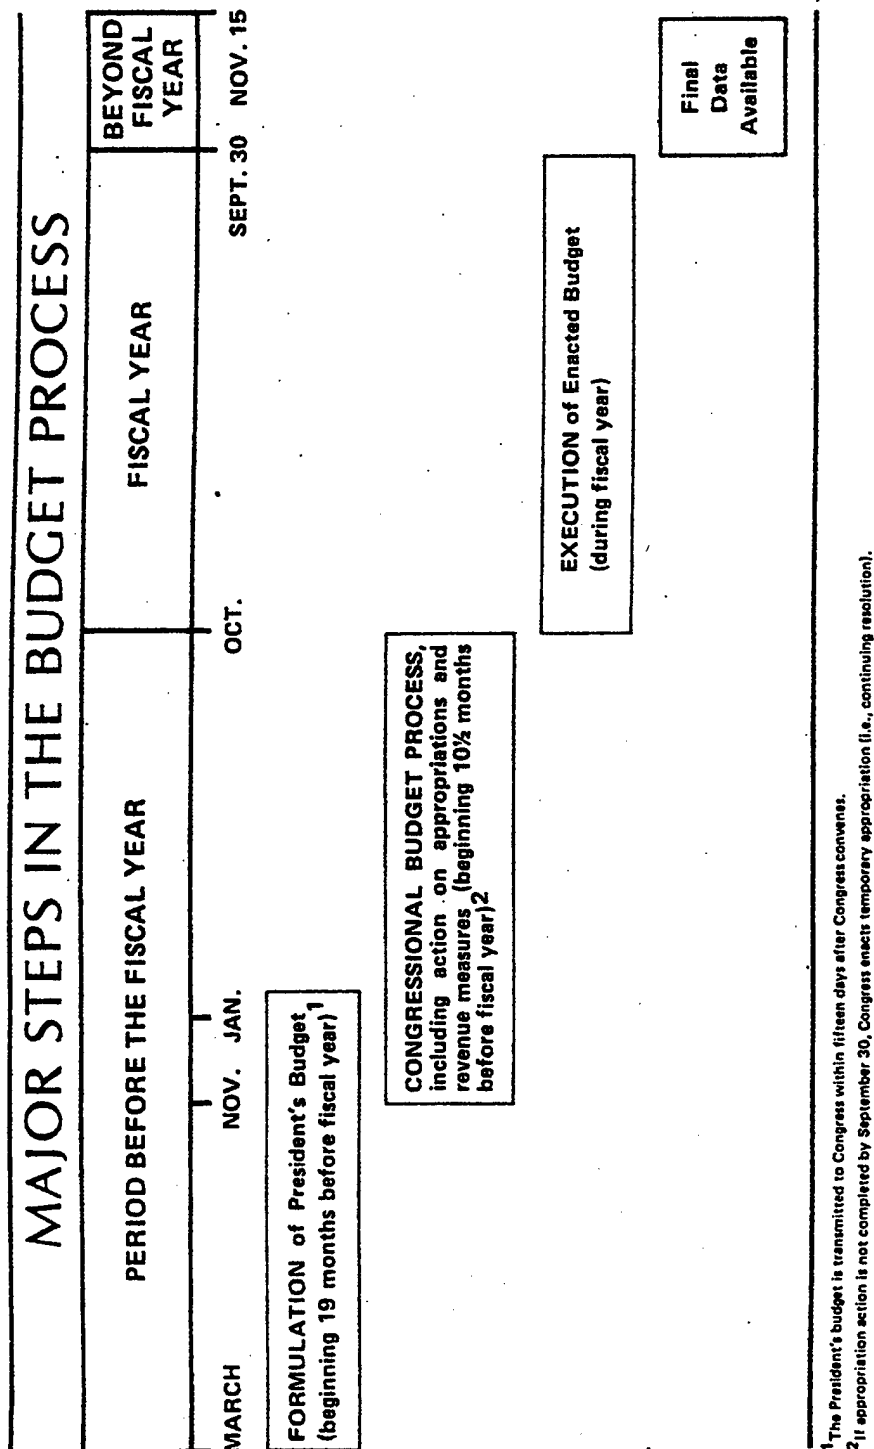 MAJOR STEPS IN THE BUDGET PROCESS
PERIOD BEFORE THE FISCAL YEAR
FISCAL YEAR
BEYOND
FISCAL
YEAR
MARCH
NOV.
JAN.
OCT.
SEPT. 30
NOV. 15
FORMULATION of President's Budget
(beginning 19 months before fiscal year)1
CONGRESSIONAL BUDGET PROCESS,
including action on appropriations and
revenue measures (beginning 10½ months
before fiscal year)2
EXECUTION of Enacted Budget
(during fiscal year)
Final
Data
Available
1The President's budget is transmitted to Congress within fifteen days after Congress convenes.
2If appropriation action is not completed by September 30, Congress enacts temporary appropriation (i.e., continuing resolution).